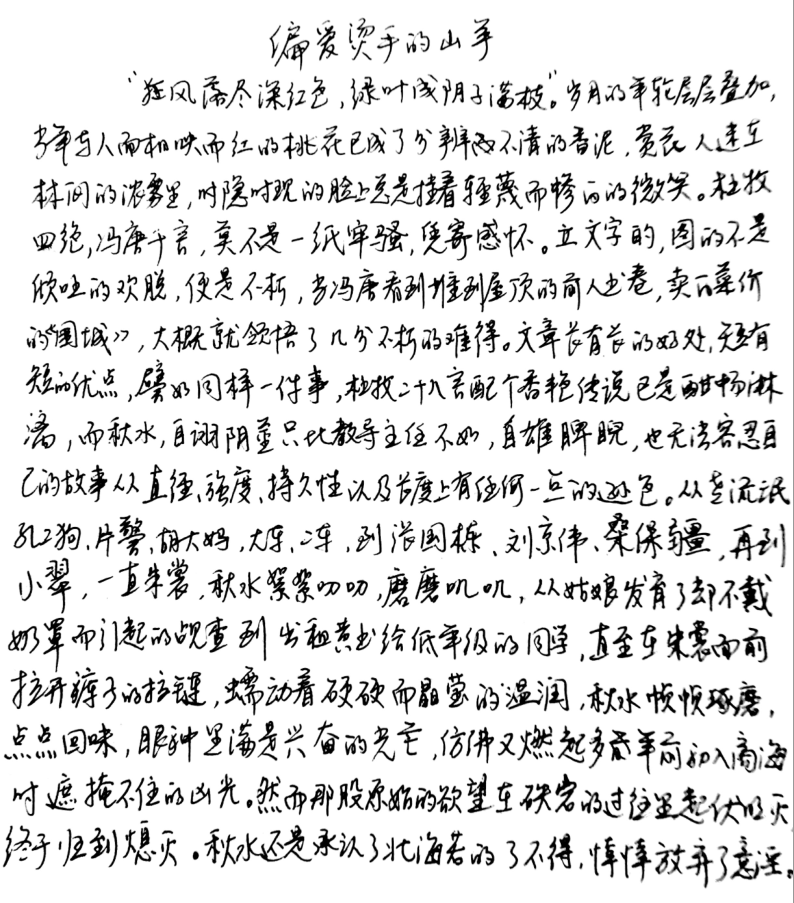 编爱烫手的山芋
“狂风落尽深红色，绿叶成阴子满枝”。岁月的年轮层层叠加，
当年与人面相映而红的桃花已成了分辨不清的香泥，赏花人迷在
林间的浓雾里，时隐时现的脸上总是挂着轻蔑而惨白的微笑。杜牧
四绝，冯唐千言，莫不是一纸牢骚，凭寄感怀。立文字的，图的不是
倾吐的欢脱，便是不朽，当冯唐看到堆到屋顶的前人书卷，卖白菜价
的《围城》，大概就领悟了几分不朽的难得。文章长有长的好处，短有
短的优点，譬如同样一件事，杜牧二十八言配个香艳传说已是酣畅淋
漓，而秋水，自诩阴茎只比教导主任不如，自雄睥睨，也无法容忍自
己的故事从直径、强度、持久性以及长度上有任何一点的逊色。从老流氓
孔二狗、片警、胡大妈，大车、二车，到张国栋、刘京伟、桑保疆，再到
小翠，一直朱裳，秋水絮絮叨叨，磨磨叽叽，从姑娘发育了却不戴
奶罩而引起的觇查到出租黄书给低年级的同学，直至在朱裳面前
拉开裤子的拉链，蠕动着硬硬而晶莹的湿润，秋水帧帧琢磨，
点点回味，眼神里满是兴奋的光芒，仿佛又燃起多年前初入商海
时遮掩不住的凶光。然而那股原始的欲望在砖窑的过往里起伏明灭
终于归到熄灭。秋水还是承认了北海若的了不得，悻悻放弃了意淫。